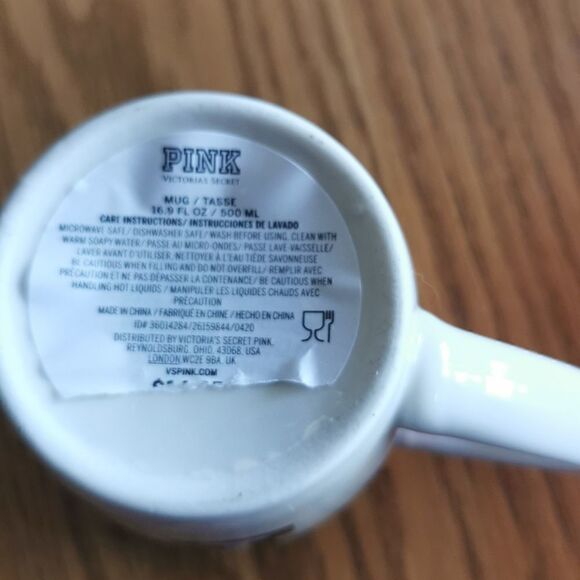 PINK
VICTORIA'S SECRET
MUG / TASSE
16.9 FL OZ / 500 ML
CARE INSTRUCTIONS/ INSTRUCCIONES DE LAVADO
MICROWAVE SAFE/ DISHWASHER SAFE/ WASH BEFORE USING, CLEAN WITH
WARM SOAPY WATER/ PASSE AU MICRO-ONDES/ PASSE LAVE-VAISSELLE/
LAVER AVANT D'UTILISER, NETTOYER À L'EAU TIÈDE SAVONNEUSE
BE CAUTIOUS WHEN FILLING AND DO NOT OVERFILL/ REMPLIR AVEC
PRÉCAUTION ET NE PAS DÉPASSER LA CONTENANCE/ BE CAUTIOUS WHEN
HANDLING HOT LIQUIDS / MANIPULER LES LIQUIDES CHAUDS AVEC
PRÉCAUTION
MADE IN CHINA / FABRIQUÉ EN CHINE / HECHO EN CHINA
ID# 36014284/26159844/0420
DISTRIBUTED BY VICTORIA'S SECRET PINK,
REYNOLDSBURG, OHIO, 43068, USA
LONDON WC2E 9BA, UK
VSPINK.COM